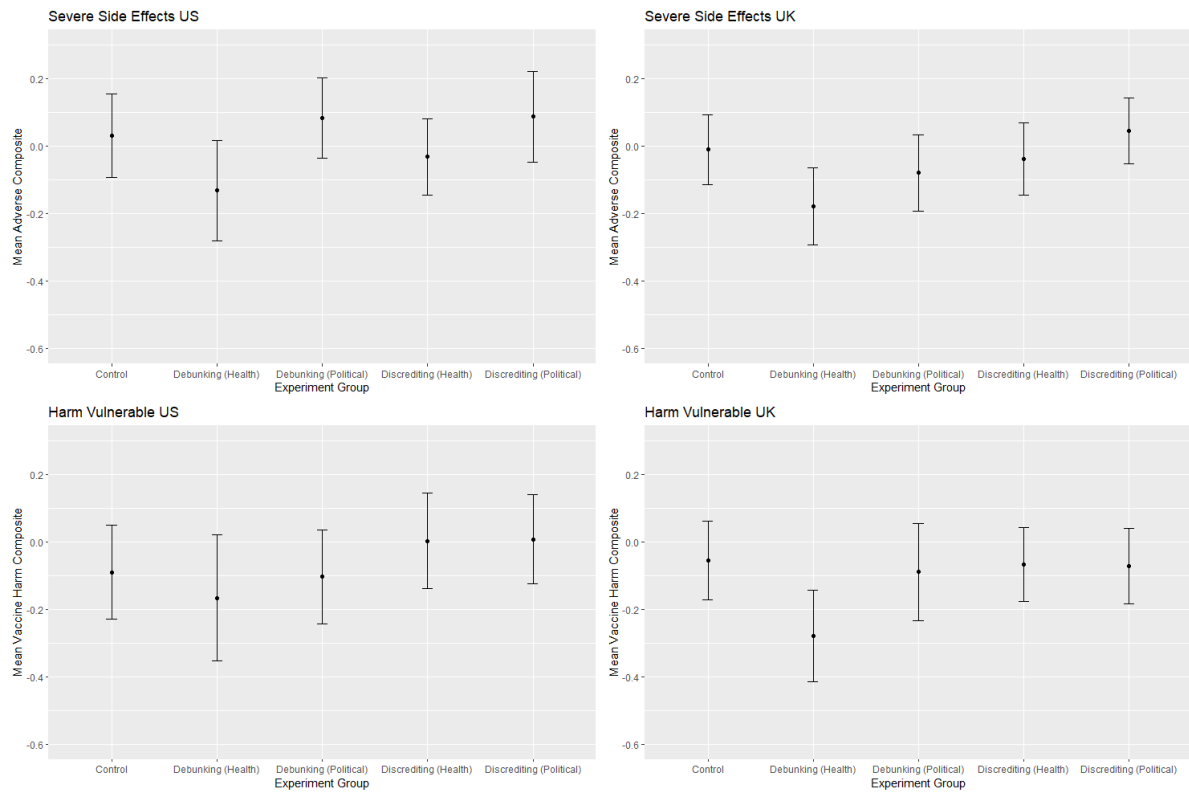 Severe Side Effects US
Mean Adverse Composite
0.2
0.0
-0.2
-0.4
-0.6
Control Debunking (Health) Debunking (Political) Discrediting (Health) Discrediting (Political)
Experiment Group
Severe Side Effects UK
Mean Adverse Composite
0.2
0.0
-0.2
-0.4
-0.6
Control Debunking (Health) Debunking (Political) Discrediting (Health) Discrediting (Political)
Experiment Group
Harm Vulnerable US
Mean Vaccine Harm Composite
0.2
0.0
-0.2
-0.4
-0.6
Control Debunking (Health) Debunking (Political) Discrediting (Health) Discrediting (Political)
Experiment Group
Harm Vulnerable UK
Mean Vaccine Harm Composite
0.2
0.0
-0.2
-0.4
-0.6
Control Debunking (Health) Debunking (Political) Discrediting (Health) Discrediting (Political)
Experiment Group